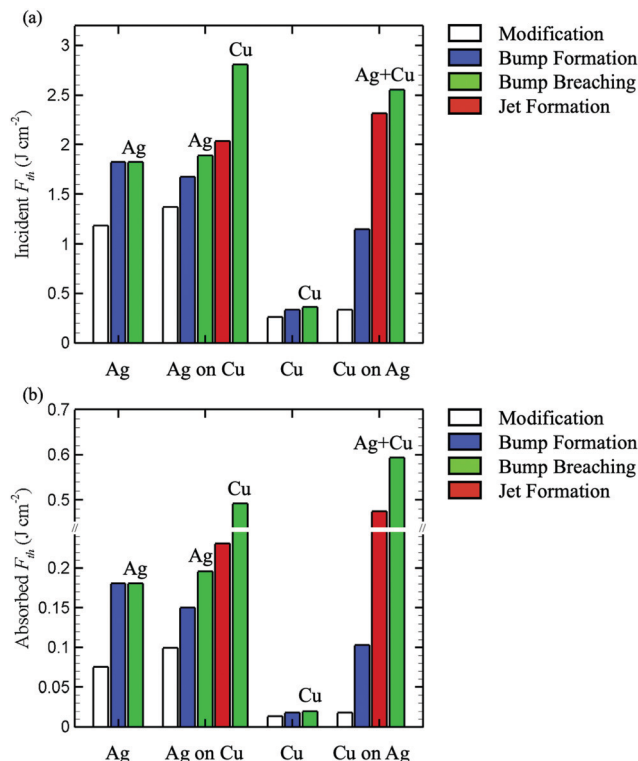 (a)
Incident F_th (J cm⁻²)
3
2.5
2
1.5
1
0.5
0
Ag
Ag
Cu
Cu
Ag+Cu
Ag
Ag on Cu
Cu
Cu on Ag
Modification
Bump Formation
Bump Breaching
Jet Formation
(b)
Absorbed F_th (J cm⁻²)
0.7
0.6
0.5
0.2
0.15
0.1
0.05
0
Ag
Ag
Cu
Cu
Ag+Cu
Ag
Ag on Cu
Cu
Cu on Ag
Modification
Bump Formation
Bump Breaching
Jet Formation